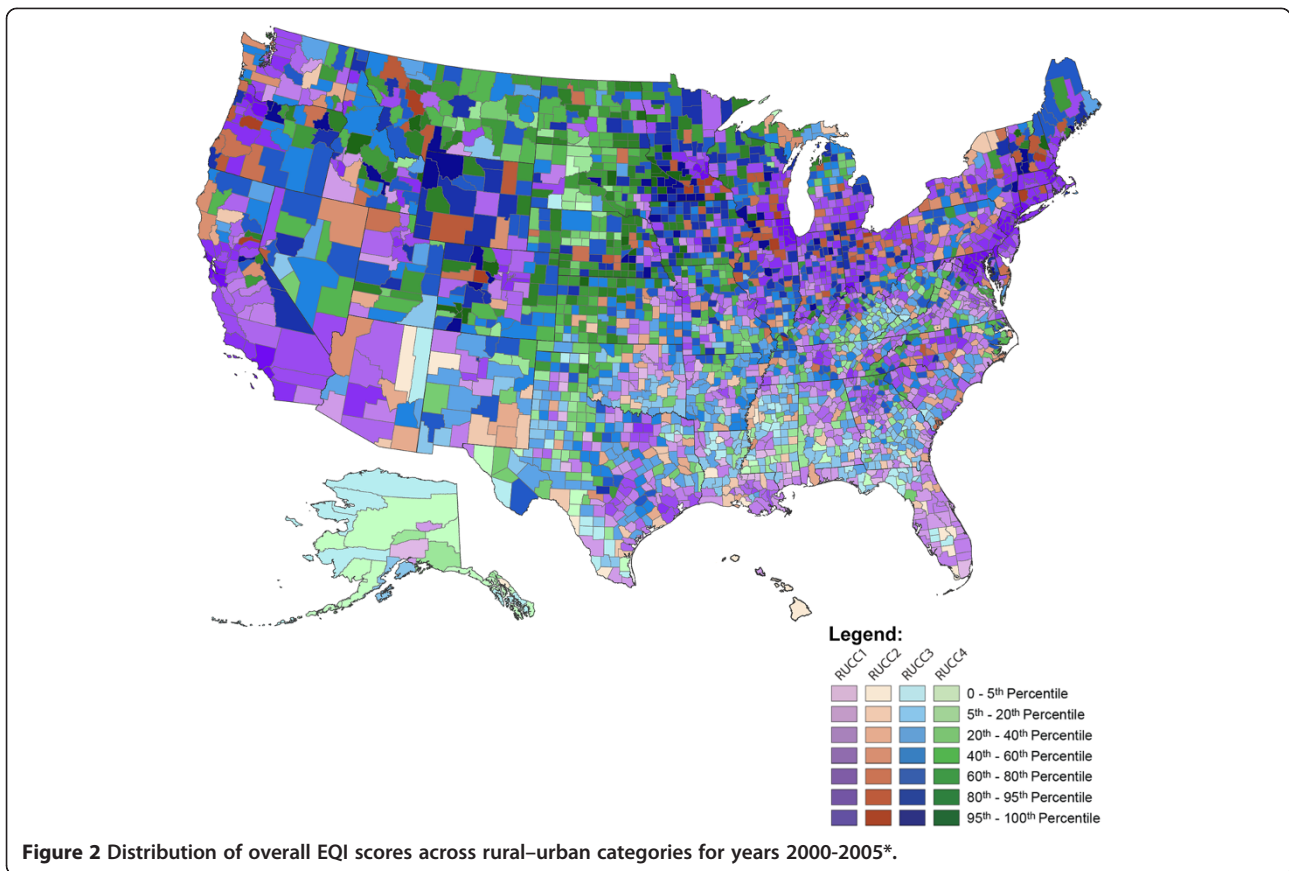 Legend:
RUCC1 RUCC2 RUCC3 RUCC4
0 - 5th Percentile
5th - 20th Percentile
20th - 40th Percentile
40th - 60th Percentile
60th - 80th Percentile
80th - 95th Percentile
95th - 100th Percentile
Figure 2 Distribution of overall EQI scores across rural–urban categories for years 2000-2005*.